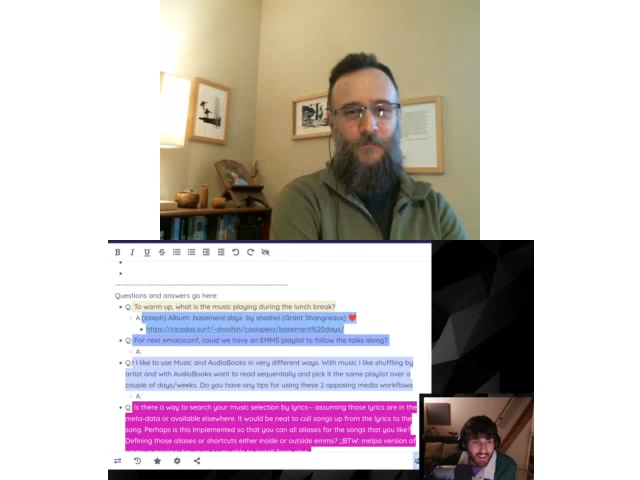 B I U S
Questions and answers go here:
Q: To warm up, what is the music playing during the lunch break?
A:(zaeph) Album: basement days by shoshin (Grant Shangreaux) ❤️
https://cicadas.surf/~shoshin/casiopeia/basement%20days/
Q: For next emacsconf, could we have an EMMS playlist to follow the talks along?
A:
Q: I like to use Music and AudioBooks in very different ways. With music I like shuffling by
artist and with AudioBooks want to read sequentially and pick it the same playlist over a
couple of days/weeks. Do you have any tips for using these 2 opposing media workflows
A:
Q: Is there a way to search your music selection by lyrics-- assuming those lyrics are in the
meta-data or available elsewhere. It would be neat to call songs up from the lyrics to the
song. Perhaps is this implemented so that you can all aliases for the songs that you like?
Defining those aliases or shortcuts either inside or outside emms? ;_BTW: melpa version of